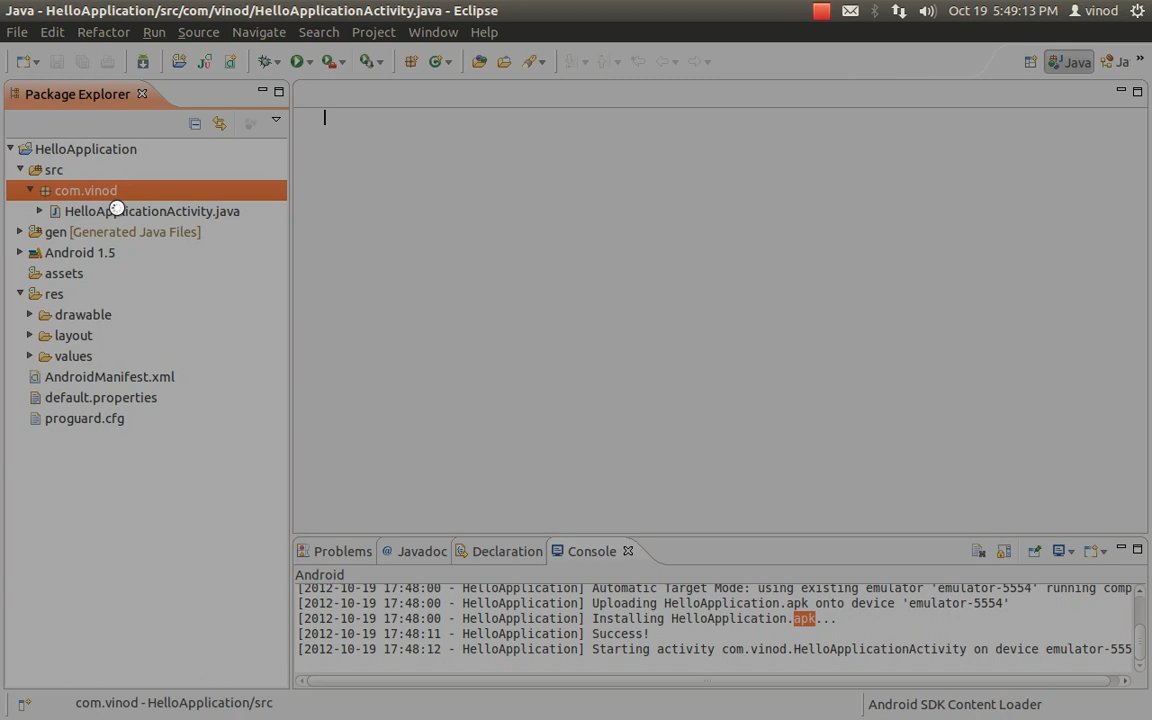 Java - HelloApplication/src/com/vinod/HelloApplicationActivity.java - Eclipse
Oct 19 5:49:13 PM vinod
File Edit Refactor Run Source Navigate Search Project Window Help
Java Ja
Package Explorer
HelloApplication
src
com.vinod
HelloApplicationActivity.java
gen [Generated Java Files]
Android 1.5
assets
res
drawable
layout
values
AndroidManifest.xml
default.properties
proguard.cfg
Problems @ Javadoc Declaration Console
Android
[2012-10-19 17:48:00 - HelloApplication] Automatic Target Mode: using existing emulator 'emulator-5554' running comp
[2012-10-19 17:48:00 - HelloApplication] Uploading HelloApplication.apk onto device 'emulator-5554'
[2012-10-19 17:48:00 - HelloApplication] Installing HelloApplication.apk...
[2012-10-19 17:48:11 - HelloApplication] Success!
[2012-10-19 17:48:12 - HelloApplication] Starting activity com.vinod.HelloApplicationActivity on device emulator-555
com.vinod - HelloApplication/src
Android SDK Content Loader